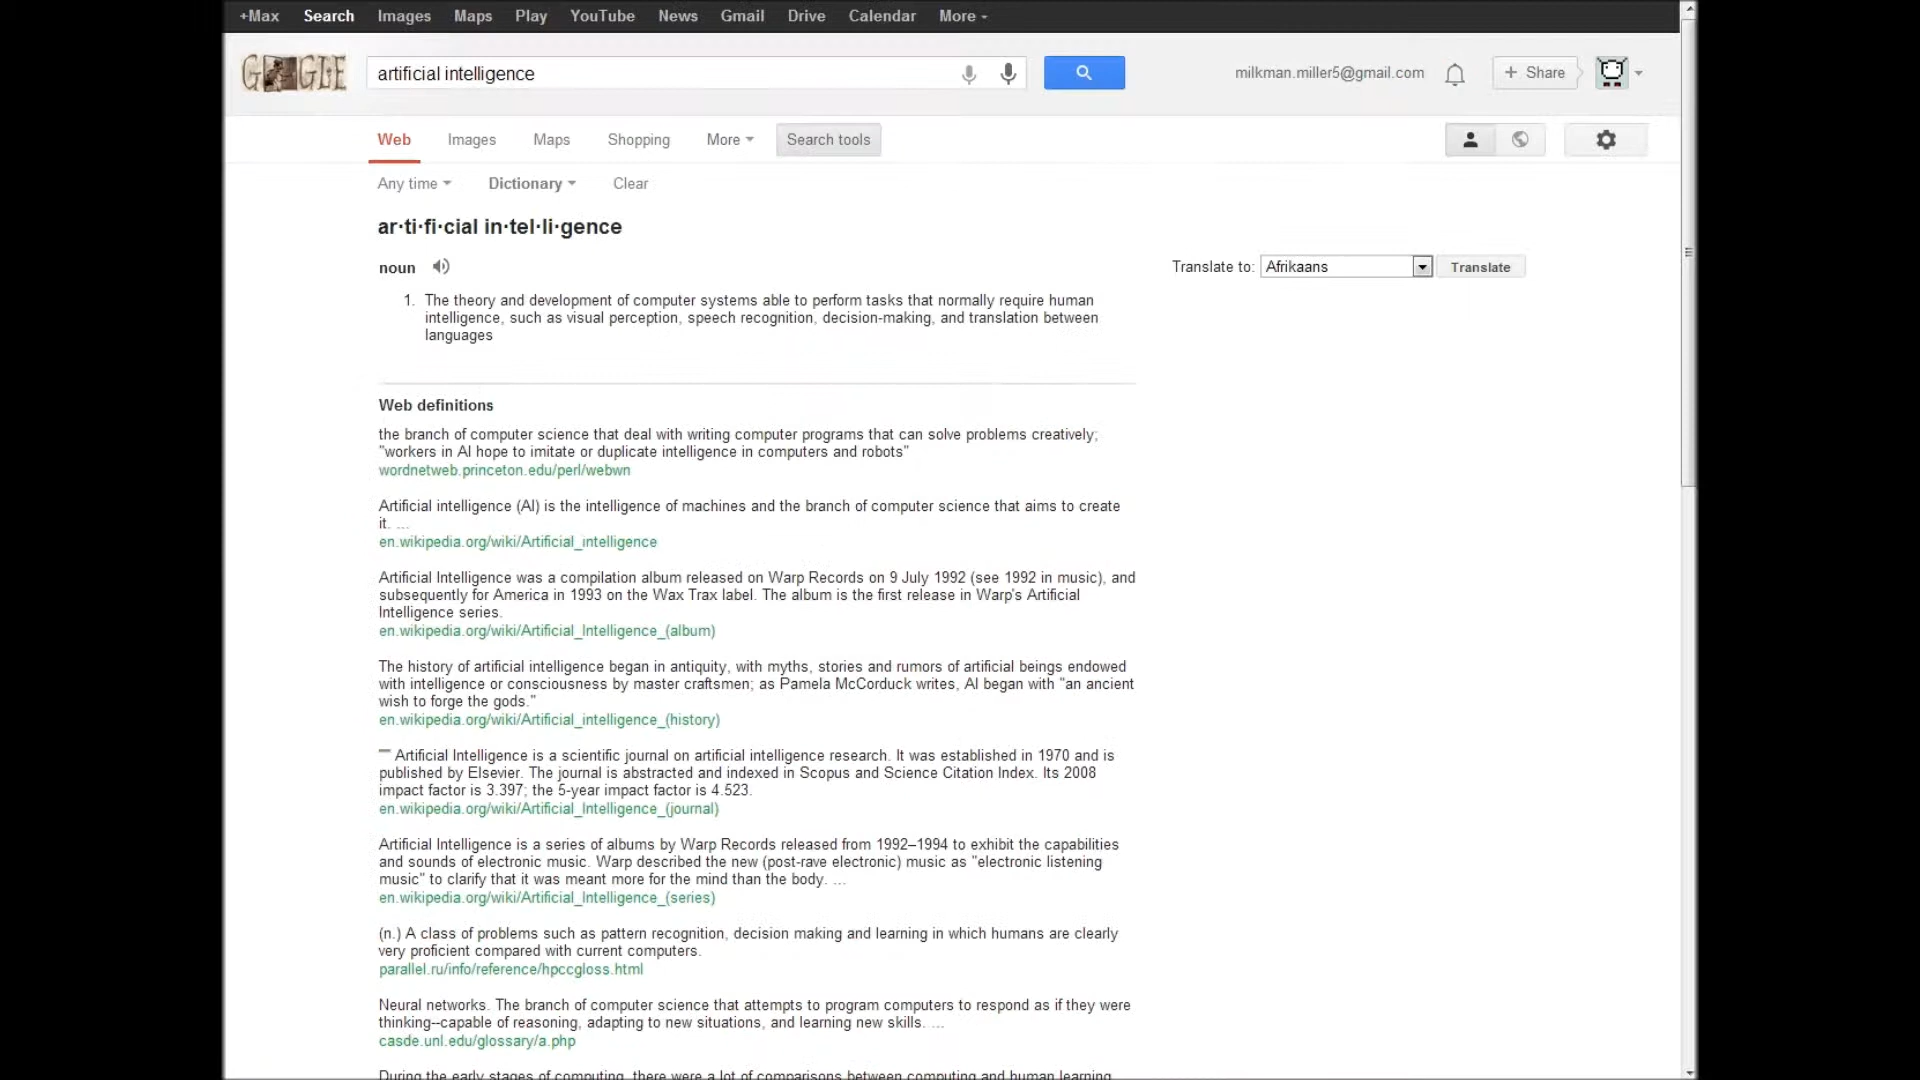 +Max Search Images Maps Play YouTube News Gmail Drive Calendar More
GOOGLE artificial intelligence milkman.miller5@gmail.com + Share
Web Images Maps Shopping More Search tools
Any time Dictionary Clear
ar·ti·fi·cial in·tel·li·gence
noun Translate to: Afrikaans Translate
1. The theory and development of computer systems able to perform tasks that normally require human
intelligence, such as visual perception, speech recognition, decision-making, and translation between
languages
Web definitions
the branch of computer science that deal with writing computer programs that can solve problems creatively;
"workers in AI hope to imitate or duplicate intelligence in computers and robots"
wordnetweb.princeton.edu/perl/webwn
Artificial intelligence (AI) is the intelligence of machines and the branch of computer science that aims to create
it. ...
en.wikipedia.org/wiki/Artificial_intelligence
Artificial Intelligence was a compilation album released on Warp Records on 9 July 1992 (see 1992 in music), and
subsequently for America in 1993 on the Wax Trax label. The album is the first release in Warp's Artificial
Intelligence series.
en.wikipedia.org/wiki/Artificial_Intelligence_(album)
The history of artificial intelligence began in antiquity, with myths, stories and rumors of artificial beings endowed
with intelligence or consciousness by master craftsmen; as Pamela McCorduck writes, AI began with "an ancient
wish to forge the gods."
en.wikipedia.org/wiki/Artificial_intelligence_(history)
"" Artificial Intelligence is a scientific journal on artificial intelligence research. It was established in 1970 and is
published by Elsevier. The journal is abstracted and indexed in Scopus and Science Citation Index. Its 2008
impact factor is 3.397; the 5-year impact factor is 4.523.
en.wikipedia.org/wiki/Artificial_Intelligence_(journal)
Artificial Intelligence is a series of albums by Warp Records released from 1992–1994 to exhibit the capabilities
and sounds of electronic music. Warp described the new (post-rave electronic) music as "electronic listening
music" to clarify that it was meant more for the mind than the body. ...
en.wikipedia.org/wiki/Artificial_Intelligence_(series)
(n.) A class of problems such as pattern recognition, decision making and learning in which humans are clearly
very proficient compared with current computers.
parallel.ru/info/reference/hpccgloss.html
Neural networks. The branch of computer science that attempts to program computers to respond as if they were
thinking--capable of reasoning, adapting to new situations, and learning new skills. ...
casde.unl.edu/glossary/a.php
During the early stages of computing, there were a lot of comparisons between computing and human learning